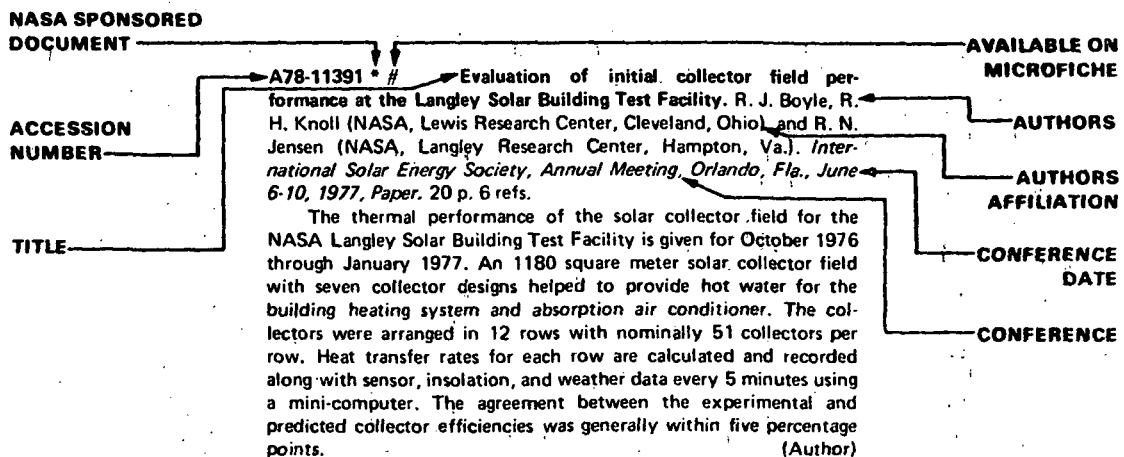 NASA SPONSORED
DOCUMENT
AVAILABLE ON
MICROFICHE
A78-11391 * # Evaluation of initial collector field per-
formance at the Langley Solar Building Test Facility. R. J. Boyle, R.
AUTHORS
ACCESSION
NUMBER
H. Knoll (NASA, Lewis Research Center, Cleveland, Ohio), and R. N.
Jensen (NASA, Langley Research Center, Hampton, Va.). Inter-
national Solar Energy Society, Annual Meeting, Orlando, Fla., June
6-10, 1977, Paper. 20 p. 6 refs.
AUTHORS
AFFILIATION
TITLE
The thermal performance of the solar collector field for the
NASA Langley Solar Building Test Facility is given for October 1976
through January 1977. An 1180 square meter solar collector field
with seven collector designs helped to provide hot water for the
building heating system and absorption air conditioner. The col-
lectors were arranged in 12 rows with nominally 51 collectors per
row. Heat transfer rates for each row are calculated and recorded
along with sensor, insolation, and weather data every 5 minutes using
a mini-computer. The agreement between the experimental and
predicted collector efficiencies was generally within five percentage
points. (Author)
CONFERENCE
DATE
CONFERENCE